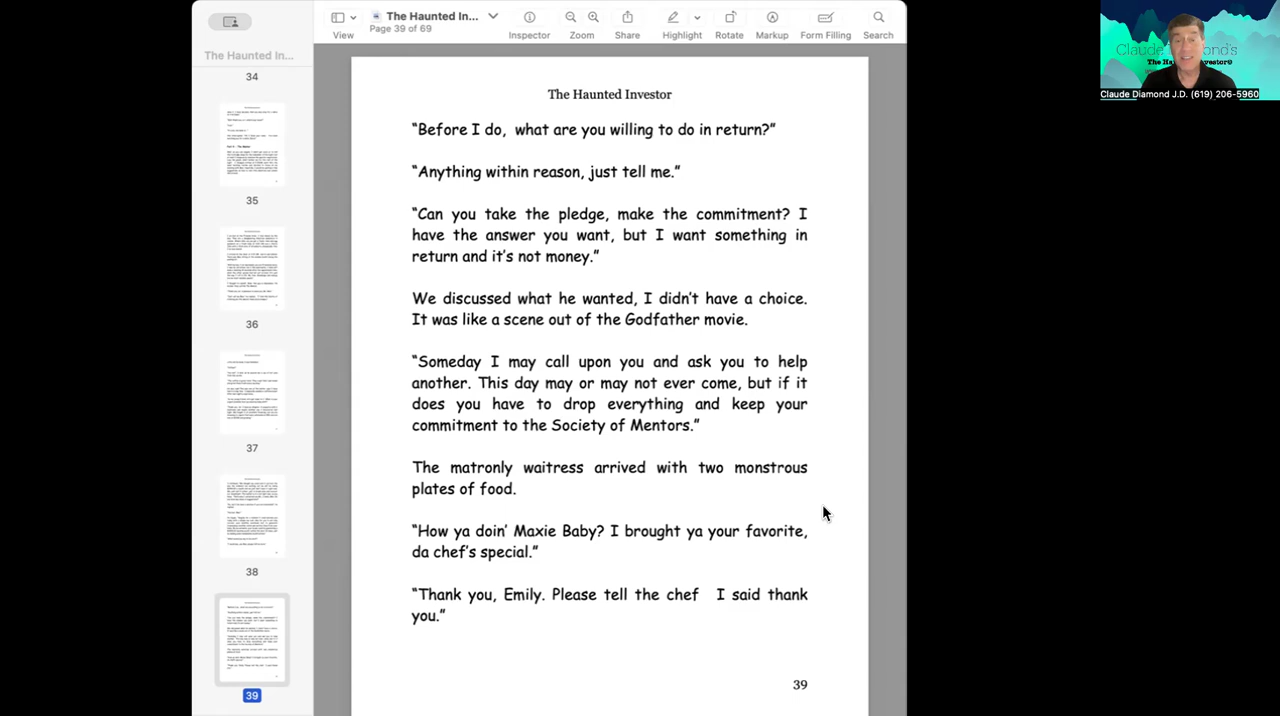 The Haunted In...
Page 39 of 69
View
Inspector
Zoom
Share
Highlight
Rotate
Markup
Form Filling
Search
The Haunted In...
34
35
36
37
38
39
The Haunted Investor
“Before I do, what are you willing to do in return?”
“Anything within reason, just tell me.”
“Can you take the pledge, make the commitment? I
have the answer you want, but I want something in
return and it’s not money.”
We discussed what he wanted, I didn’t have a choice.
It was like a scene out of the Godfather movie.
“Someday I may call upon you and ask you to help
another. This day may or may not ever come, but if it
does you must drop everything and keep your
commitment to the Society of Mentors.”
The matronly waitress arrived with two monstrous
plates of food.
“How ya doin Maxie Baby? I brought ya your favorite,
da chef’s special.”
“Thank you, Emily. Please tell the chef I said thank
you.”
39
Claude Diamond's
Claude Diamond J.D. (619) 206-5960